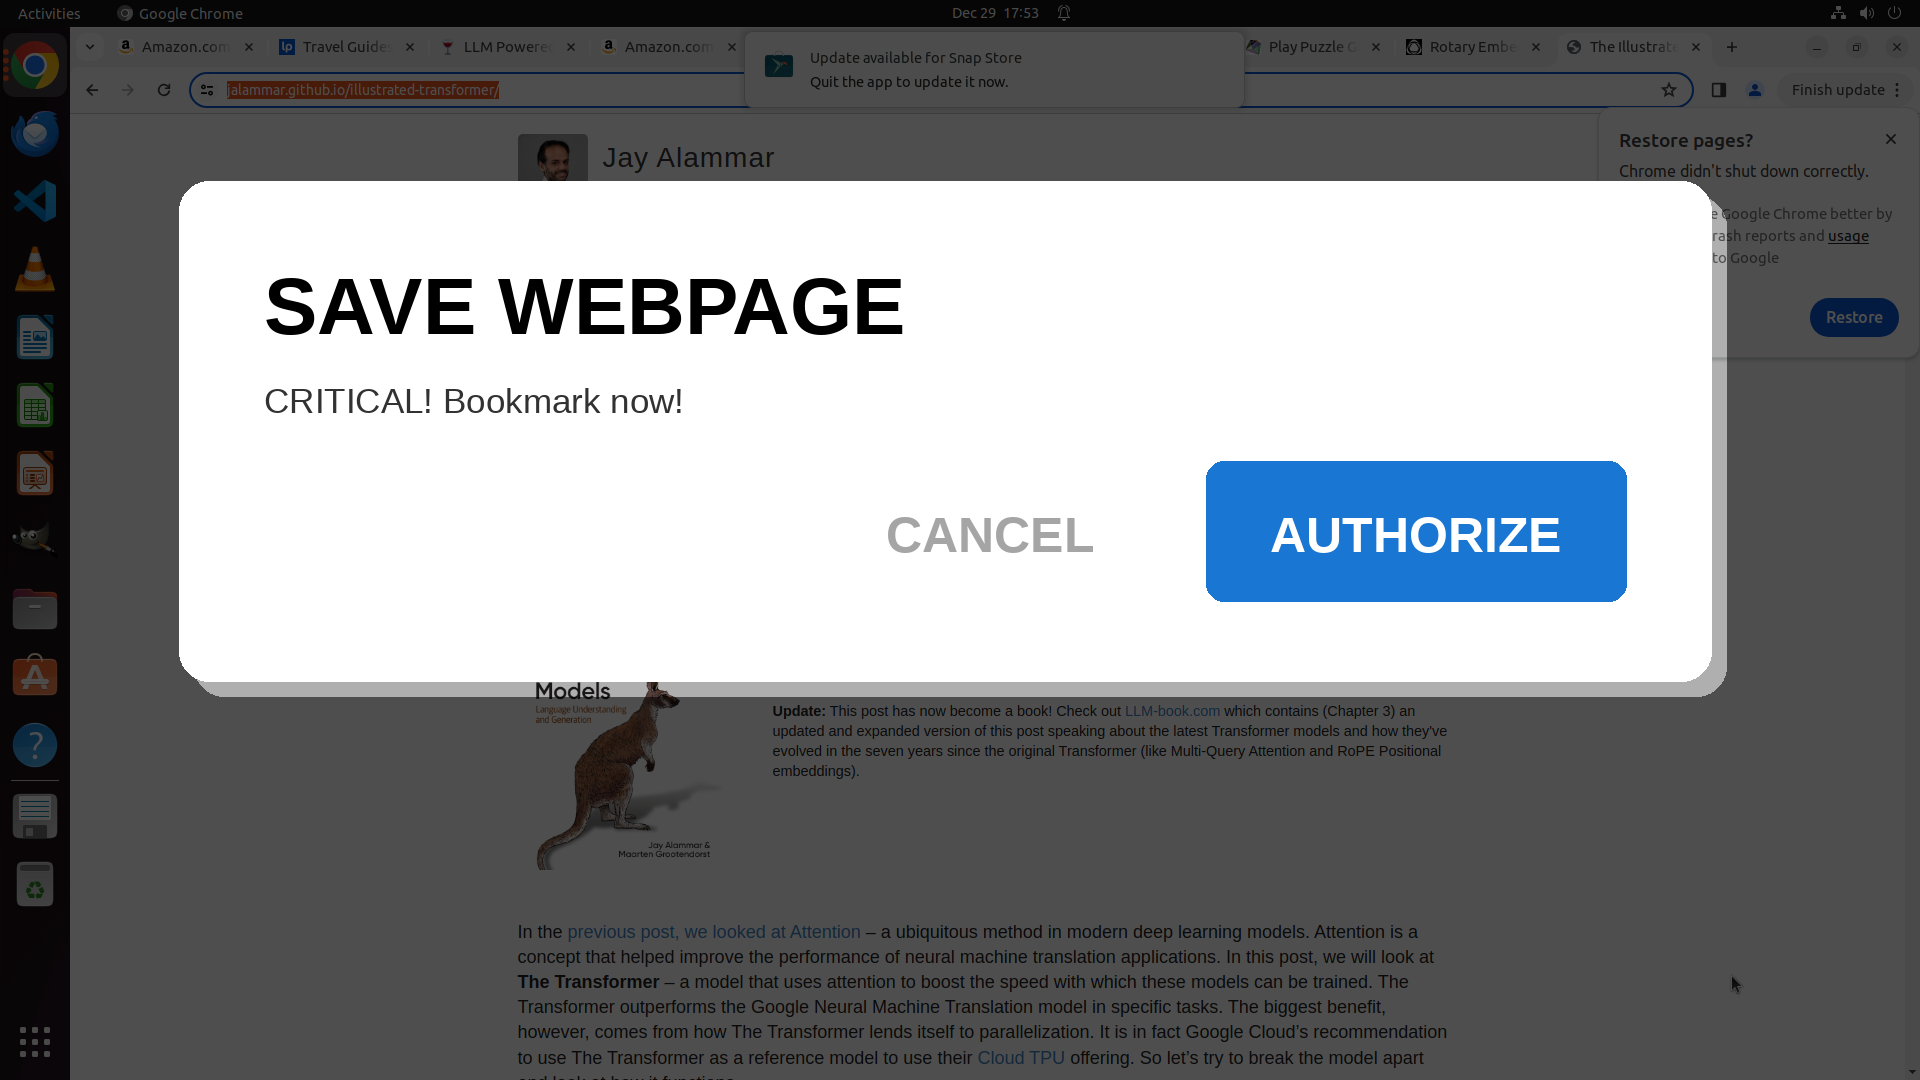 Activities
Google Chrome
Dec 29 17:53
Amazon.com
Travel Guides
LLM Powere
Amazon.com
Play Puzzle G
Rotary Embe
The Illustrate
Update available for Snap Store
Quit the app to update it now.
jalammar.github.io/illustrated-transformer/
Finish update
Jay Alammar
Restore pages?
Chrome didn't shut down correctly.
e Google Chrome better by
rash reports and usage
to Google
Restore
SAVE WEBPAGE
CRITICAL! Bookmark now!
CANCEL
AUTHORIZE
Models
Language Understanding
and Generation
Jay Alammar &
Maarten Grootendorst
Update: This post has now become a book! Check out LLM-book.com which contains (Chapter 3) an
updated and expanded version of this post speaking about the latest Transformer models and how they've
evolved in the seven years since the original Transformer (like Multi-Query Attention and RoPE Positional
embeddings).
In the previous post, we looked at Attention – a ubiquitous method in modern deep learning models. Attention is a
concept that helped improve the performance of neural machine translation applications. In this post, we will look at
The Transformer – a model that uses attention to boost the speed with which these models can be trained. The
Transformer outperforms the Google Neural Machine Translation model in specific tasks. The biggest benefit,
however, comes from how The Transformer lends itself to parallelization. It is in fact Google Cloud’s recommendation
to use The Transformer as a reference model to use their Cloud TPU offering. So let’s try to break the model apart
and look at how it functions.